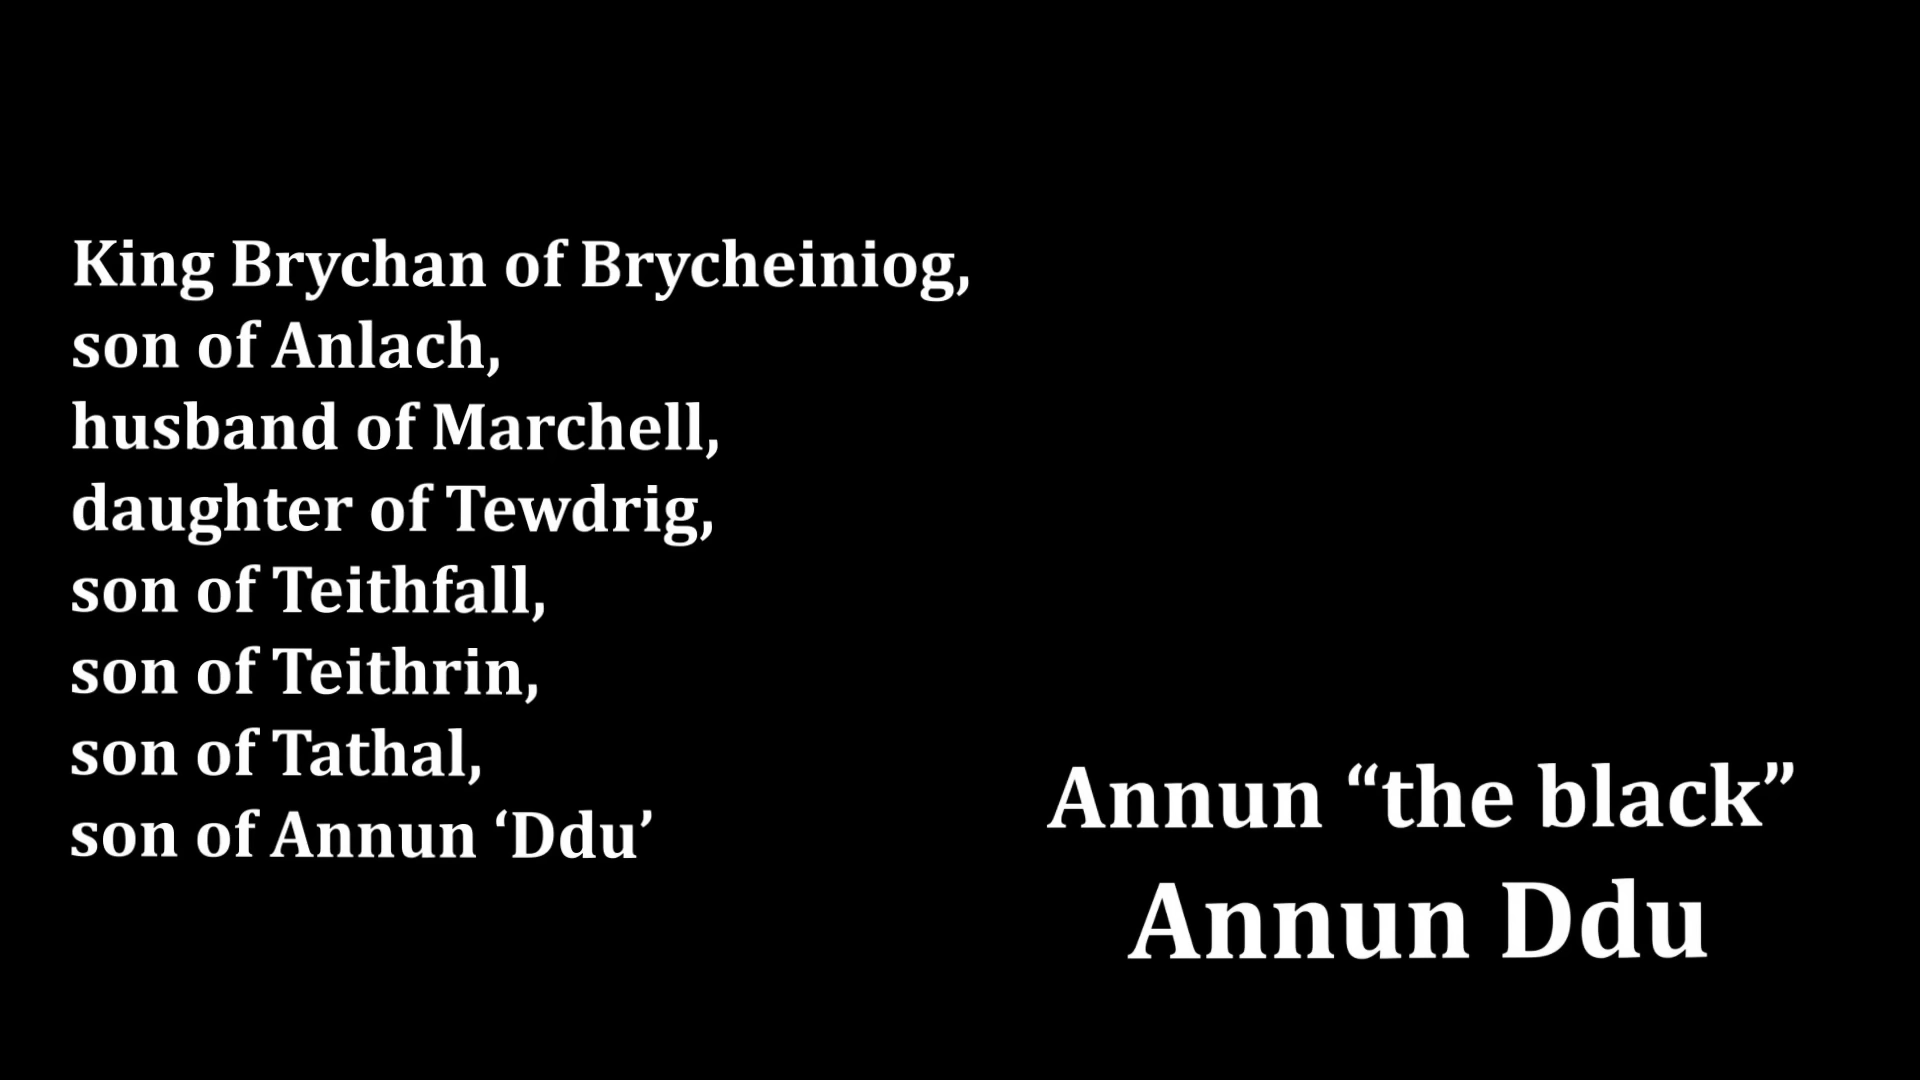 King Brychan of Brycheiniog,
son of Anlach,
husband of Marchell,
daughter of Tewdrig,
son of Teithfall,
son of Teithrin,
son of Tathal,
son of Annun ‘Ddu’
Annun “the black”
Annun Ddu